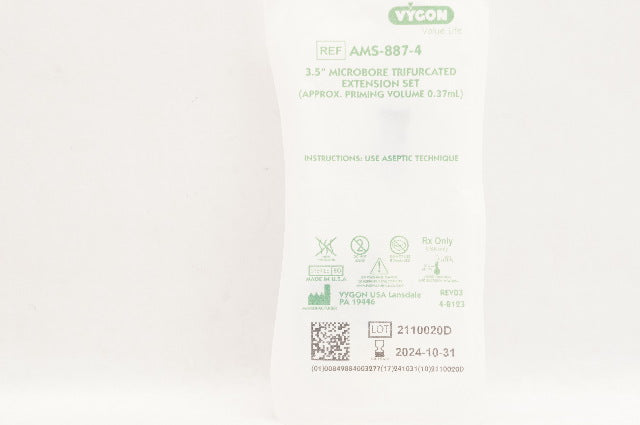 VYGON
Value Life
REF AMS-887-4
3.5" MICROBORE TRIFURCATED
EXTENSION SET
(APPROX. PRIMING VOLUME 0.37mL)
INSTRUCTIONS: USE ASEPTIC TECHNIQUE
Rx Only
MADE IN U.S.A
VYGON USA Lansdale
PA 19446
REV03
4-8123
LOT 2110020D
2024-10-31
(01)00849884003277(17)241031(10)2110020D